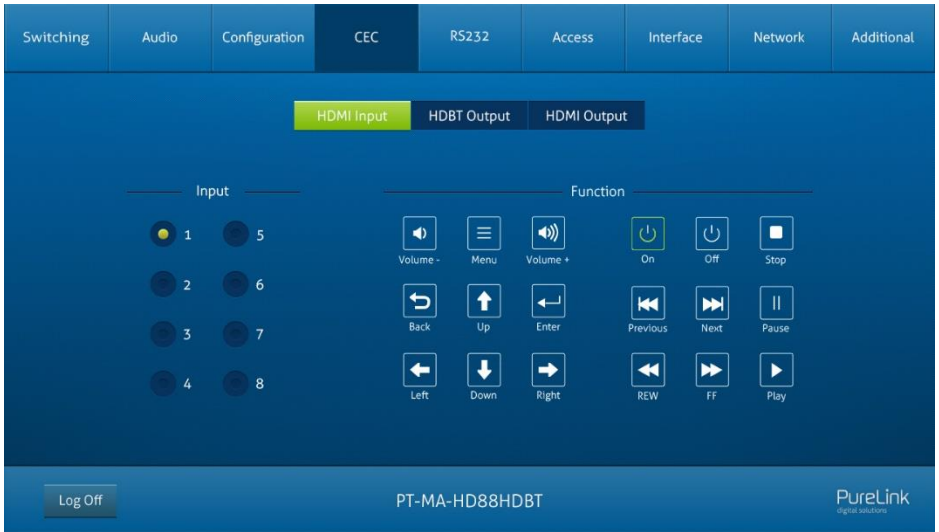 Switching Audio Configuration CEC RS232 Access Interface Network Additional
HDMI Input HDBT Output HDMI Output
Input
1 5
2 6
3 7
4 8
Function
Volume - Menu Volume + On Off Stop
Back Up Enter Previous Next Pause
Left Down Right REW FF Play
Log Off
PT-MA-HD88HDBT
PureLink
digital solutions